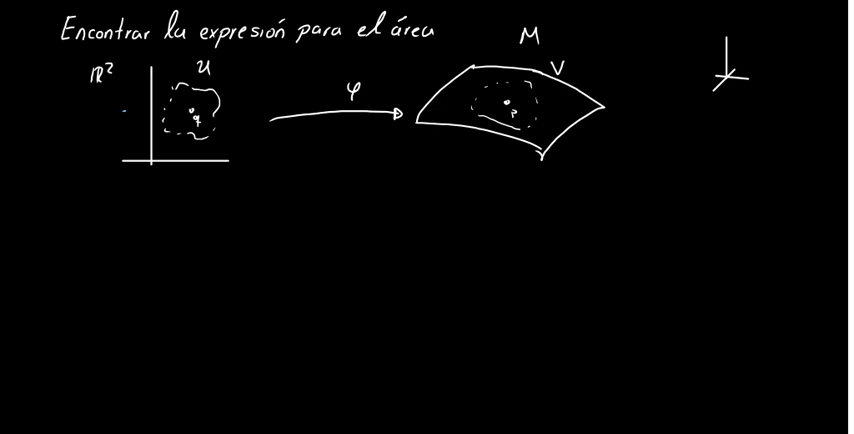 Encontrar la expresión para el área
M
ℝ² U V
φ
q p